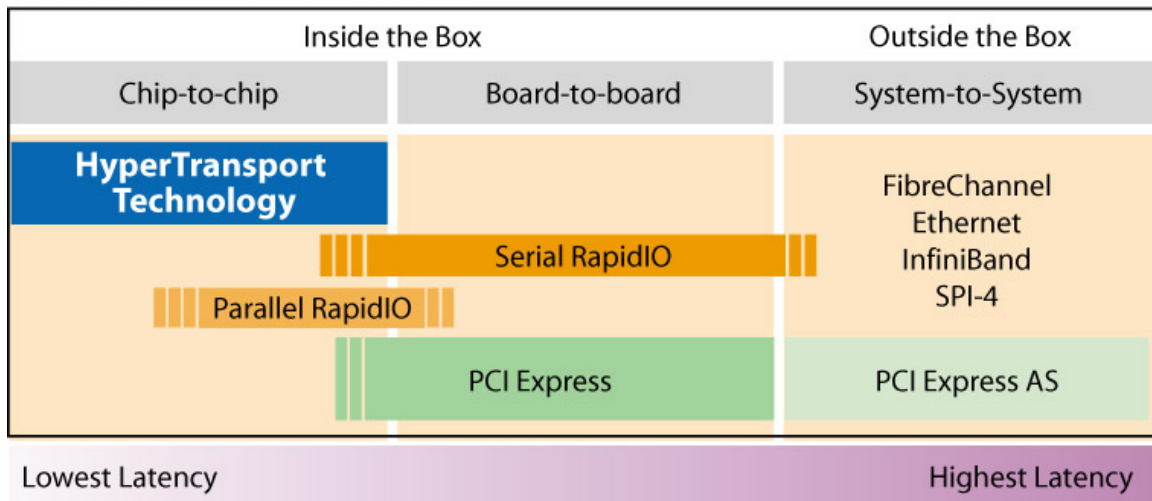 Inside the Box
Outside the Box
Chip-to-chip
Board-to-board
System-to-System
HyperTransport
Technology
FibreChannel
Ethernet
InfiniBand
SPI-4
Serial RapidIO
Parallel RapidIO
PCI Express
PCI Express AS
Lowest Latency
Highest Latency